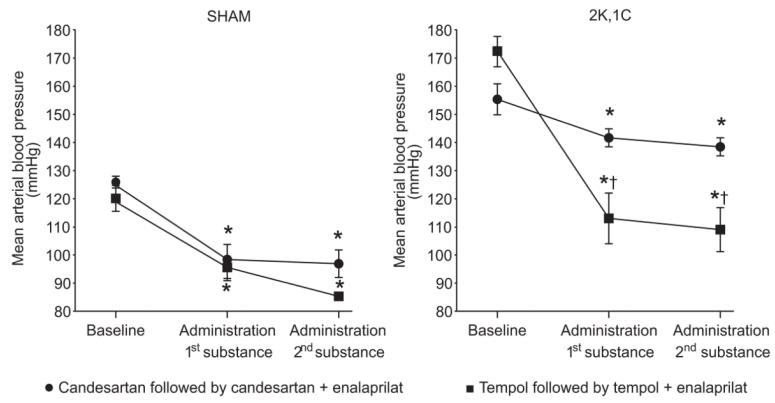 SHAM
2K,1C
Mean arterial blood pressure
(mmHg)
180
170
160
150
140
130
120
110
100
90
80
*
*
*
*
Baseline
Administration
1st substance
Administration
2nd substance
Mean arterial blood pressure
(mmHg)
180
170
160
150
140
130
120
110
100
90
80
*
*
*†
*†
Baseline
Administration
1st substance
Administration
2nd substance
Candesartan followed by candesartan + enalaprilat
Tempol followed by tempol + enalaprilat